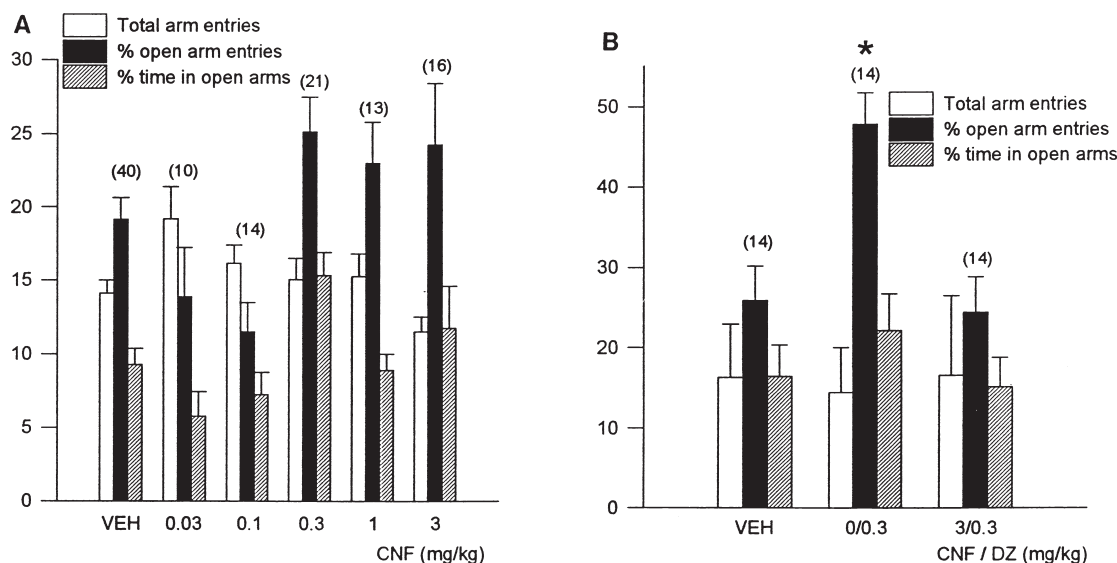 A
Total arm entries
% open arm entries
% time in open arms
30
25
20
15
10
5
0
(40)
(10)
(14)
(21)
(13)
(16)
VEH 0.03 0.1 0.3 1 3
CNF (mg/kg)
B
Total arm entries
% open arm entries
% time in open arms
50
40
30
20
10
0
(14)
*
(14)
(14)
VEH 0/0.3 3/0.3
CNF / DZ (mg/kg)